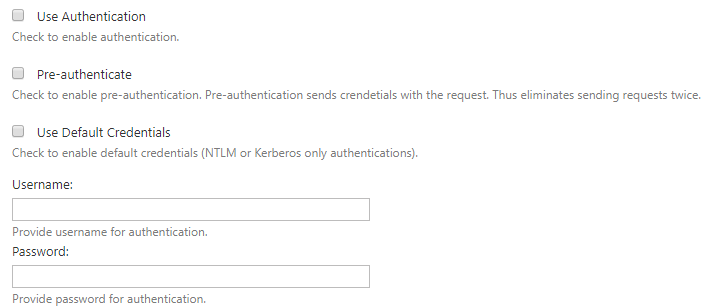 Use Authentication
Check to enable authentication.
Pre-authenticate
Check to enable pre-authentication. Pre-authentication sends crendetials with the request. Thus eliminates sending requests twice.
Use Default Credentials
Check to enable default credentials (NTLM or Kerberos only authentications).
Username:
Provide username for authentication.
Password:
Provide password for authentication.